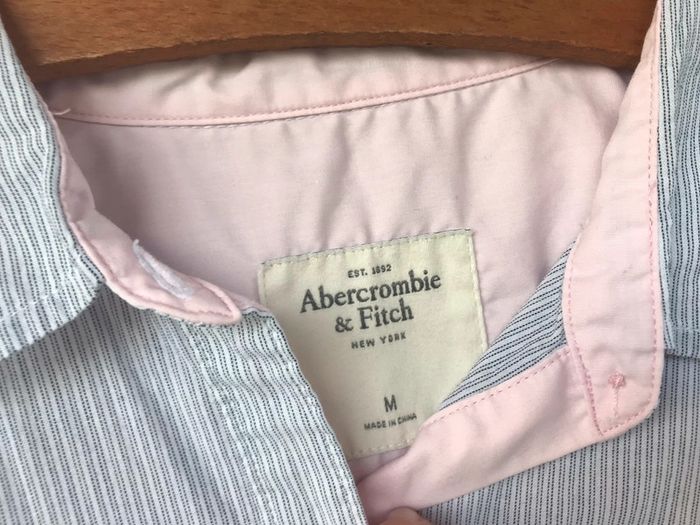 EST. 1892
Abercrombie
& Fitch
NEW YORK
M
MADE IN CHINA